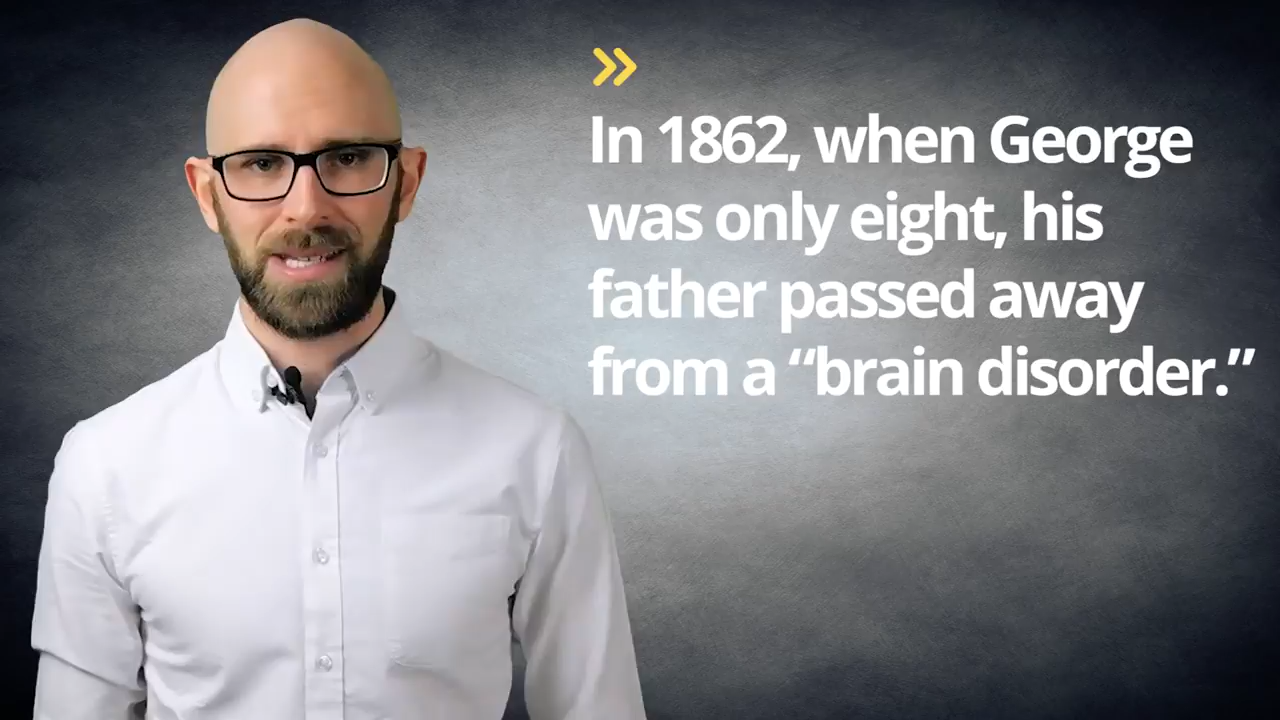 In 1862, when George
was only eight, his
father passed away
from a “brain disorder.”